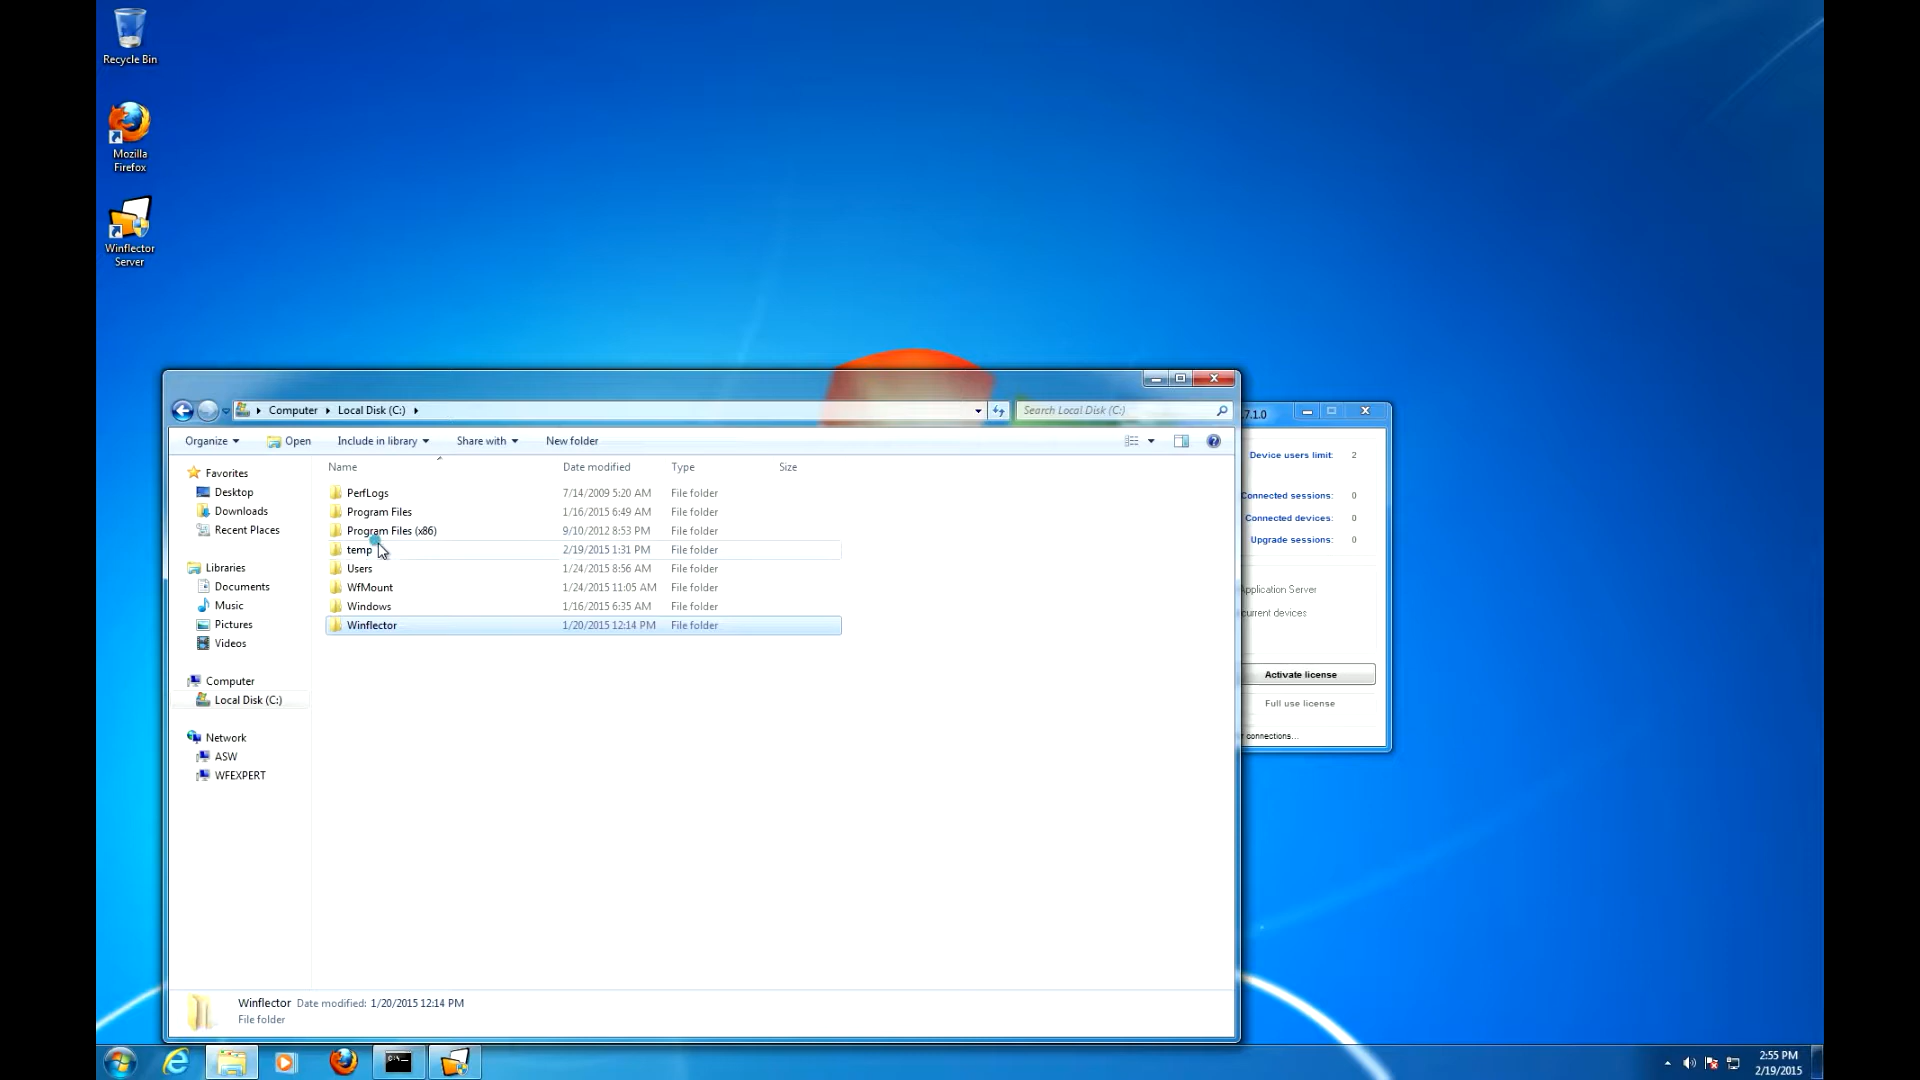 Recycle Bin
Mozilla
Firefox
Winflector
Server
Computer
Local Disk (C:)
Search Local Disk (C:)
Organize
Open
Include in library
Share with
New folder
Favorites
Desktop
Downloads
Recent Places
Libraries
Documents
Music
Pictures
Videos
Computer
Local Disk (C:)
Network
ASW
WFEXPERT
Name Date modified Type Size
PerfLogs 7/14/2009 5:20 AM File folder
Program Files 1/16/2015 6:49 AM File folder
Program Files (x86) 9/10/2012 8:53 PM File folder
temp 2/19/2015 1:31 PM File folder
Users 1/24/2015 8:56 AM File folder
WfMount 1/24/2015 11:05 AM File folder
Windows 1/16/2015 6:35 AM File folder
Winflector 1/20/2015 12:14 PM File folder
Winflector Date modified: 1/20/2015 12:14 PM
File folder
7.1.0
Device users limit: 2
Connected sessions: 0
Connected devices: 0
Upgrade sessions: 0
Application Server
devices
Activate license
Full use license
connections...
2:55 PM
2/19/2015